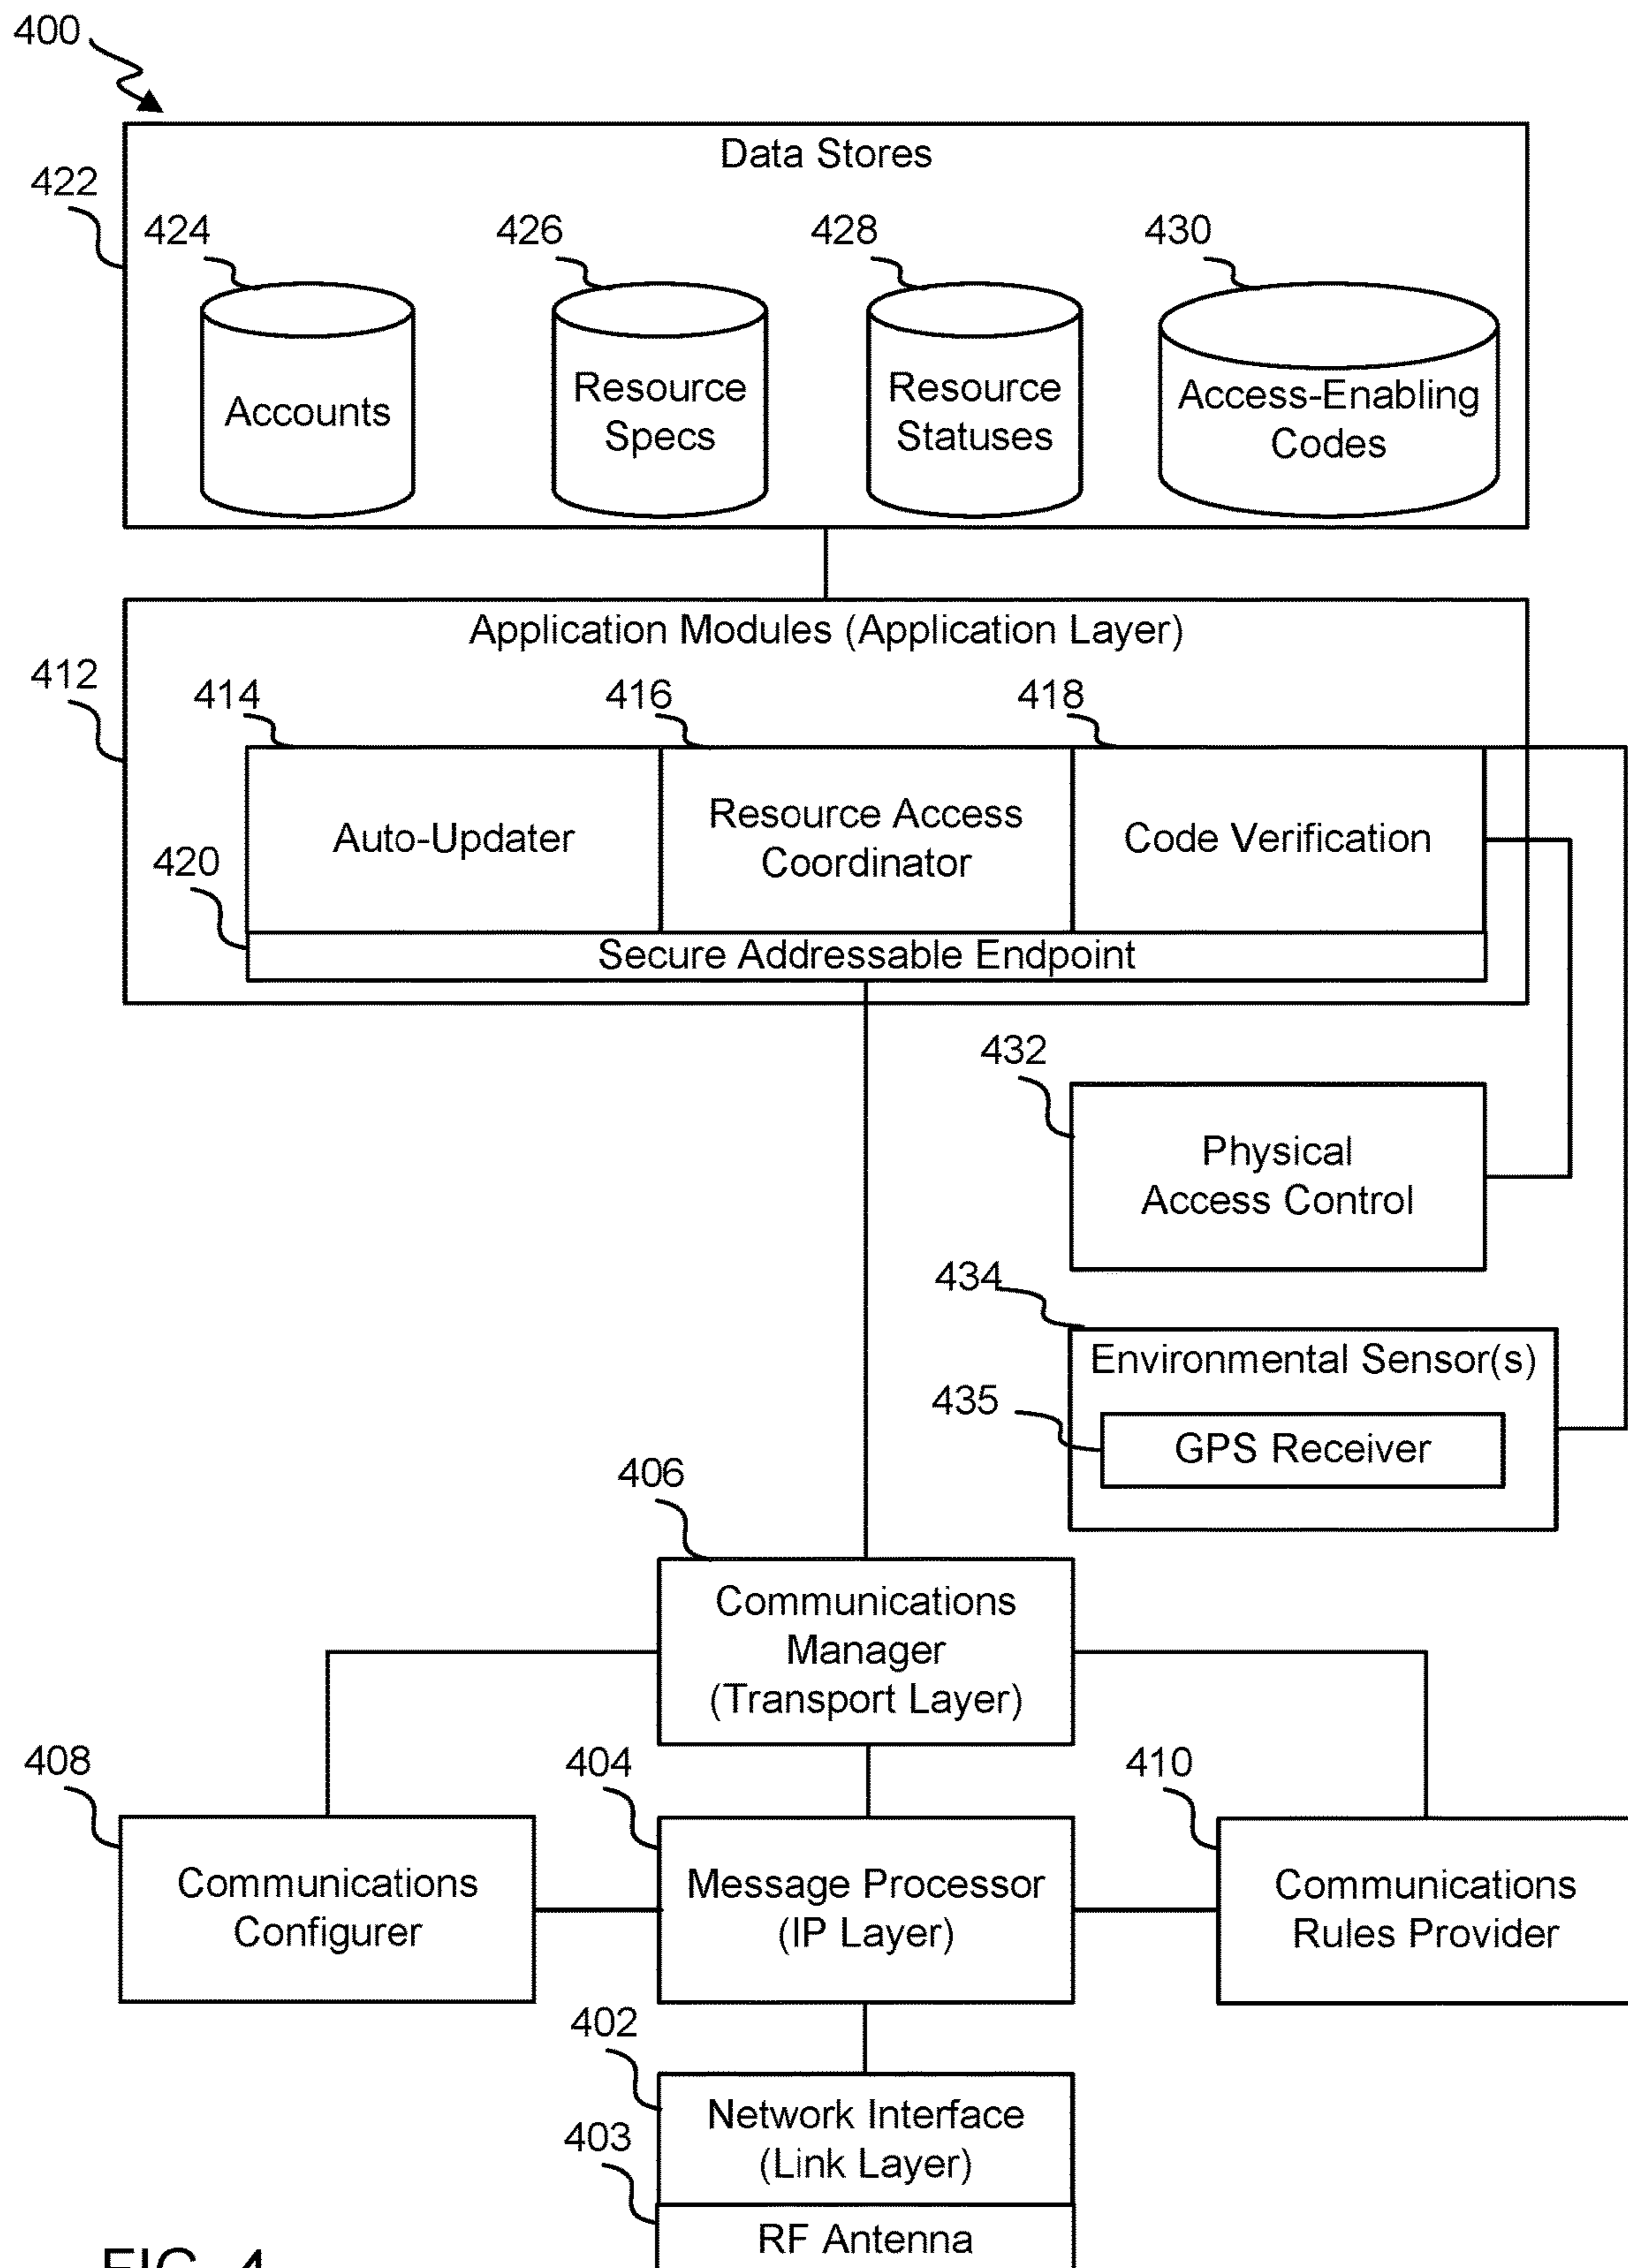 400
Data Stores
422
424
426
428
430
Accounts
Resource
Specs
Resource
Statuses
Access-Enabling
Codes
Application Modules (Application Layer)
412
414
416
418
Auto-Updater
Resource Access
Coordinator
Code Verification
420
Secure Addressable Endpoint
432
Physical
Access Control
434
Environmental Sensor(s)
435
GPS Receiver
406
Communications
Manager
(Transport Layer)
408
404
410
Communications
Configurer
Message Processor
(IP Layer)
Communications
Rules Provider
402
Network Interface
(Link Layer)
403
RF Antenna
FIG. 4